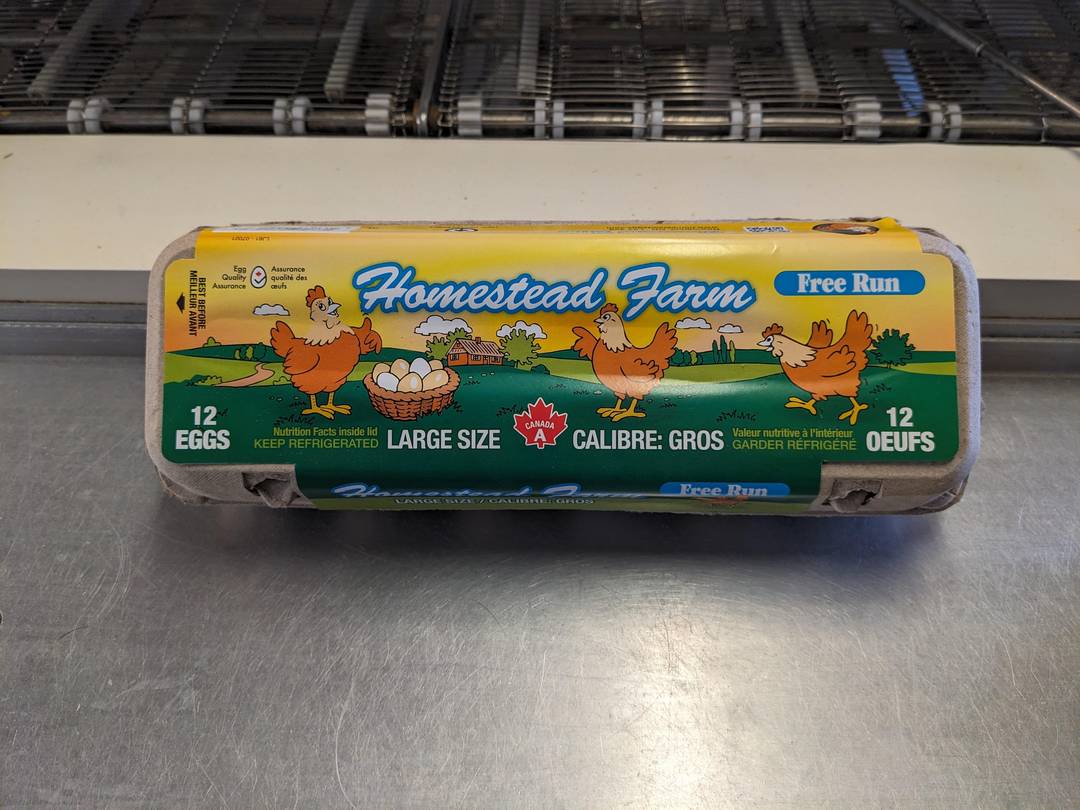 BEST BEFORE
MEILLEUR AVANT
Egg
Quality
Assurance
Assurance
qualité des
œufs
Homestead Farm
Free Run
12
EGGS
Nutrition Facts inside lid
KEEP REFRIGERATED
LARGE SIZE
CANADA
A
CALIBRE: GROS
Valeur nutritive à l'intérieur
GARDER RÉFRIGÉRÉ
12
OEUFS
Homestead Farm
Free Run
LARGE SIZE / CALIBRE: GROS